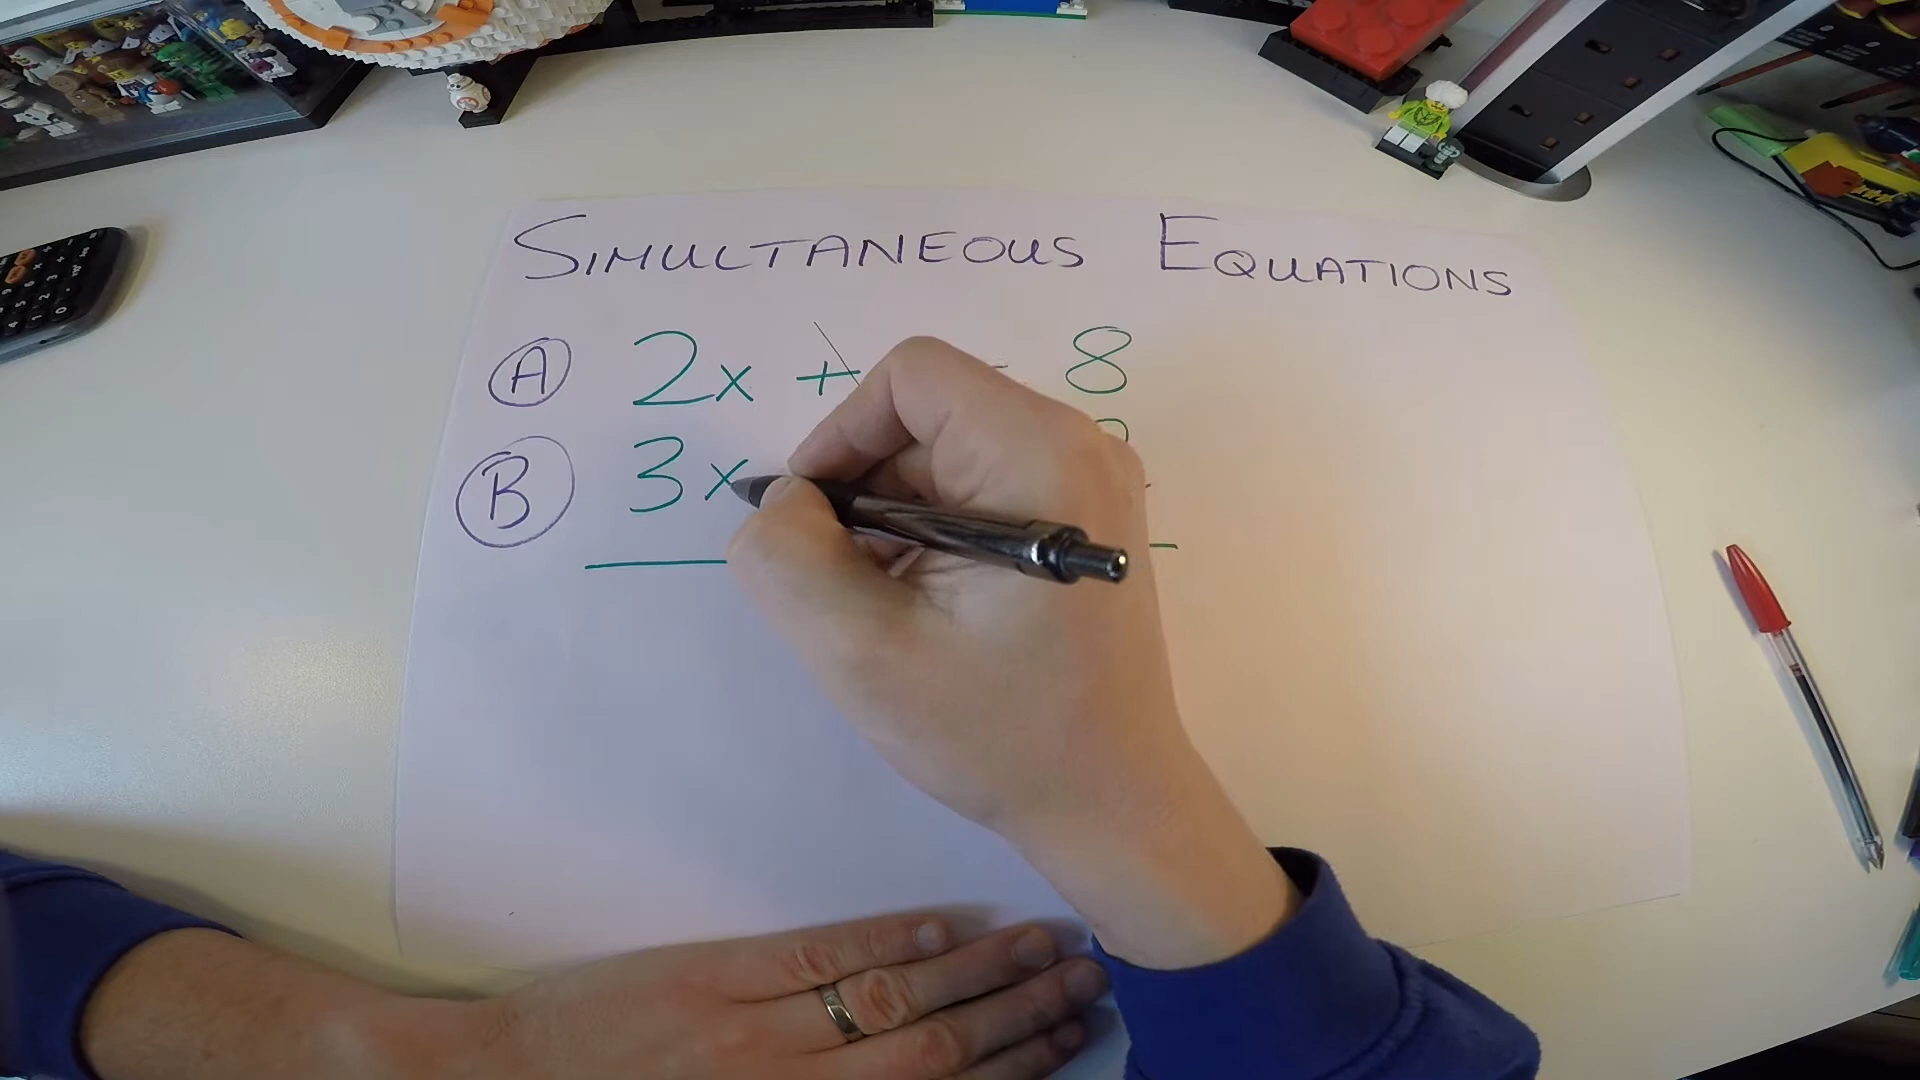 SIMULTANEOUS EQUATIONS
A 2x + = 8
B 3x